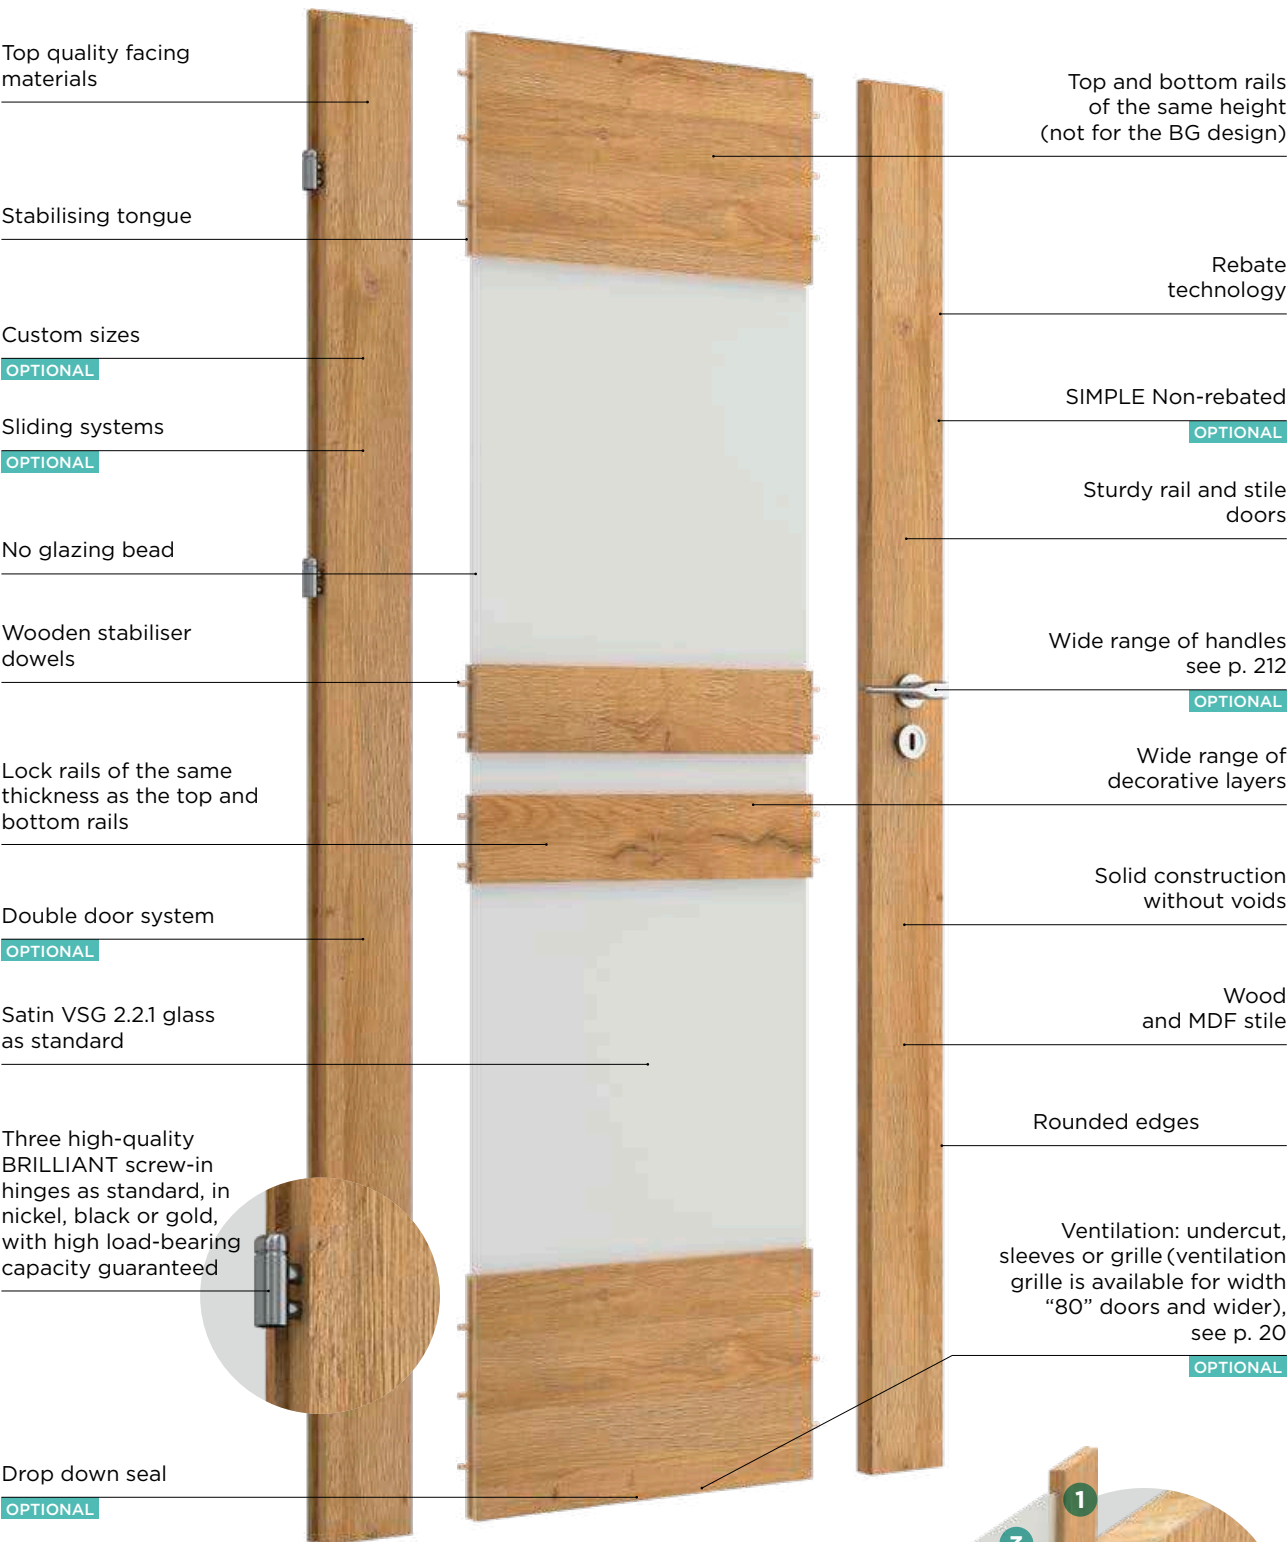 Top quality facing
materials
Stabilising tongue
Custom sizes
OPTIONAL
Sliding systems
OPTIONAL
No glazing bead
Wooden stabiliser
dowels
Lock rails of the same
thickness as the top and
bottom rails
Double door system
OPTIONAL
Satin VSG 2.2.1 glass
as standard
Three high-quality
BRILLIANT screw-in
hinges as standard, in
nickel, black or gold,
with high load-bearing
capacity guaranteed
Drop down seal
OPTIONAL
Top and bottom rails
of the same height
(not for the BG design)
Rebate
technology
SIMPLE Non-rebated
OPTIONAL
Sturdy rail and stile
doors
Wide range of handles
see p. 212
OPTIONAL
Wide range of
decorative layers
Solid construction
without voids
Wood
and MDF stile
Rounded edges
Ventilation: undercut,
sleeves or grille (ventilation
grille is available for width
“80” doors and wider),
see p. 20
OPTIONAL
1
3